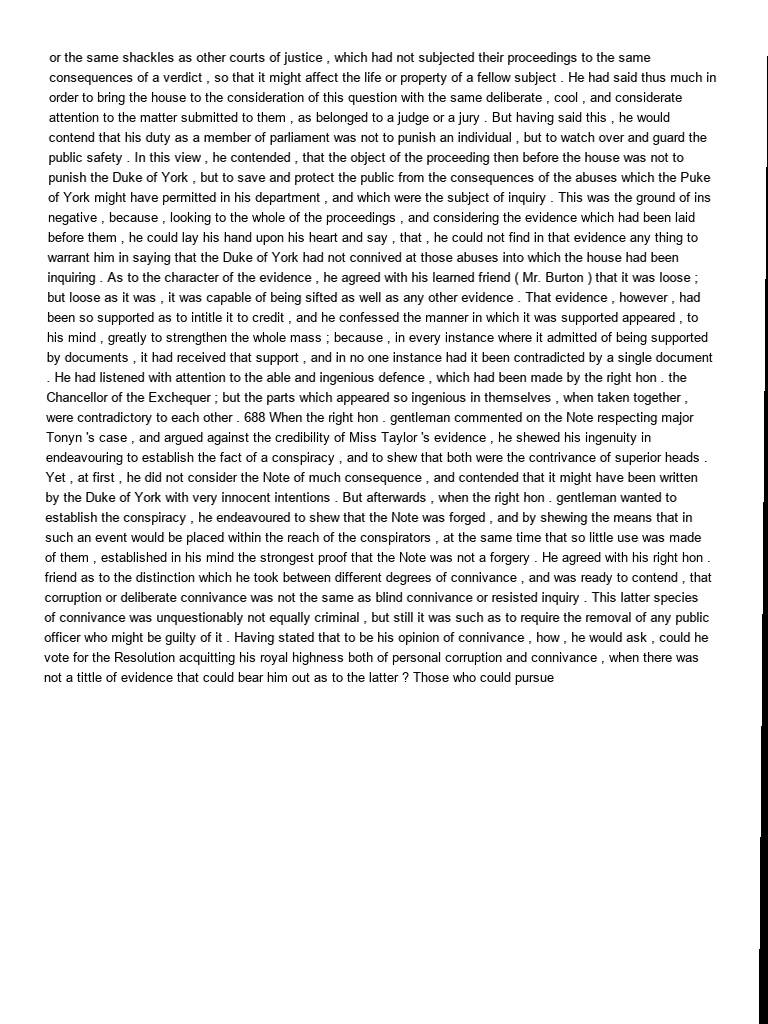 or the same shackles as other courts of justice , which had not subjected their proceedings to the same
consequences of a verdict , so that it might affect the life or property of a fellow subject . He had said thus much in
order to bring the house to the consideration of this question with the same deliberate , cool , and considerate
attention to the matter submitted to them , as belonged to a judge or a jury . But having said this , he would
contend that his duty as a member of parliament was not to punish an individual , but to watch over and guard the
public safety . In this view , he contended , that the object of the proceeding then before the house was not to
punish the Duke of York , but to save and protect the public from the consequences of the abuses which the Puke
of York might have permitted in his department , and which were the subject of inquiry . This was the ground of ins
negative , because , looking to the whole of the proceedings , and considering the evidence which had been laid
before them , he could lay his hand upon his heart and say , that , he could not find in that evidence any thing to
warrant him in saying that the Duke of York had not connived at those abuses into which the house had been
inquiring . As to the character of the evidence , he agreed with his learned friend ( Mr. Burton ) that it was loose ;
but loose as it was , it was capable of being sifted as well as any other evidence . That evidence , however , had
been so supported as to intitle it to credit , and he confessed the manner in which it was supported appeared , to
his mind , greatly to strengthen the whole mass ; because , in every instance where it admitted of being supported
by documents , it had received that support , and in no one instance had it been contradicted by a single document
. He had listened with attention to the able and ingenious defence , which had been made by the right hon . the
Chancellor of the Exchequer ; but the parts which appeared so ingenious in themselves , when taken together ,
were contradictory to each other . 688 When the right hon . gentleman commented on the Note respecting major
Tonyn 's case , and argued against the credibility of Miss Taylor 's evidence , he shewed his ingenuity in
endeavouring to establish the fact of a conspiracy , and to shew that both were the contrivance of superior heads .
Yet , at first , he did not consider the Note of much consequence , and contended that it might have been written
by the Duke of York with very innocent intentions . But afterwards , when the right hon . gentleman wanted to
establish the conspiracy , he endeavoured to shew that the Note was forged , and by shewing the means that in
such an event would be placed within the reach of the conspirators , at the same time that so little use was made
of them , established in his mind the strongest proof that the Note was not a forgery . He agreed with his right hon .
friend as to the distinction which he took between different degrees of connivance , and was ready to contend , that
corruption or deliberate connivance was not the same as blind connivance or resisted inquiry . This latter species
of connivance was unquestionably not equally criminal , but still it was such as to require the removal of any public
officer who might be guilty of it . Having stated that to be his opinion of connivance , how , he would ask , could he
vote for the Resolution acquitting his royal highness both of personal corruption and connivance , when there was
not a tittle of evidence that could bear him out as to the latter ? Those who could pursue